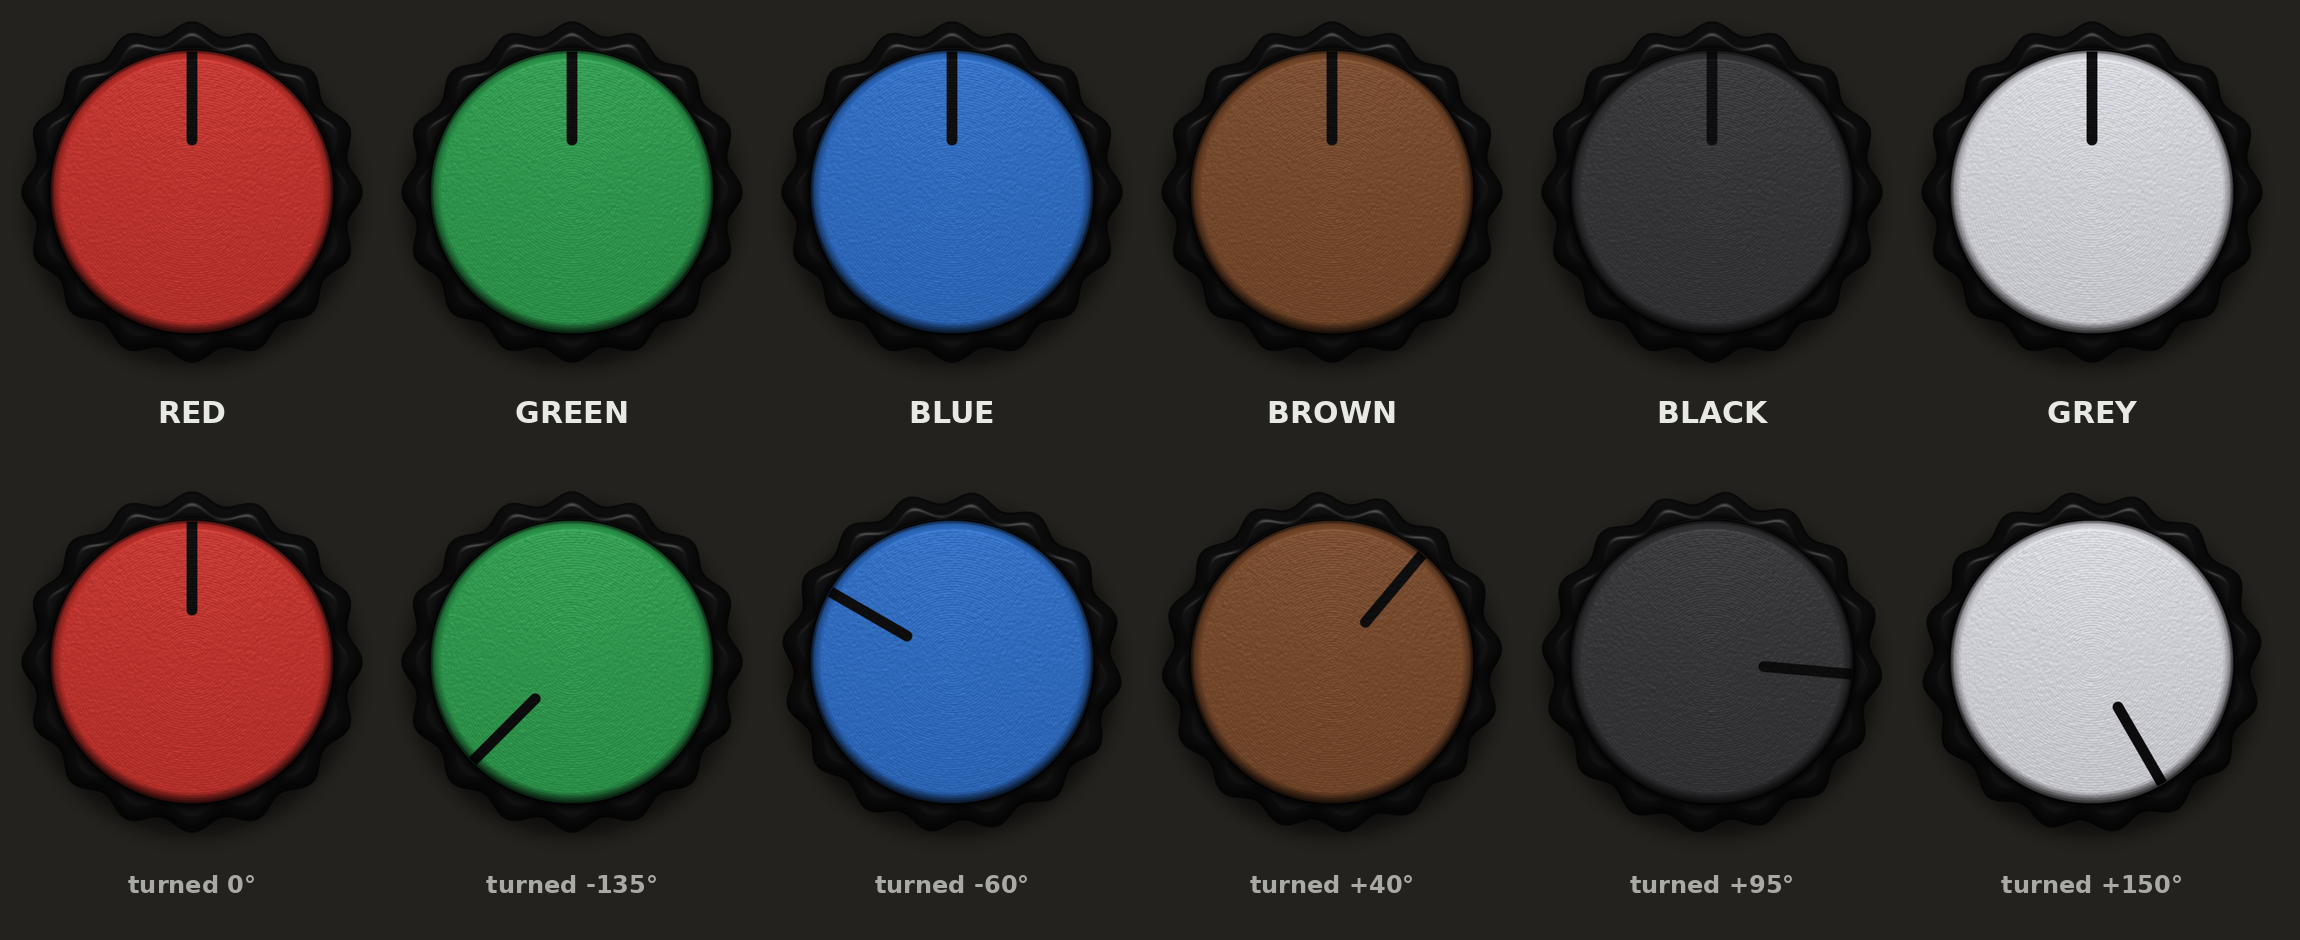 RED
GREEN
BLUE
BROWN
BLACK
GREY
turned 0°
turned -135°
turned -60°
turned +40°
turned +95°
turned +150°